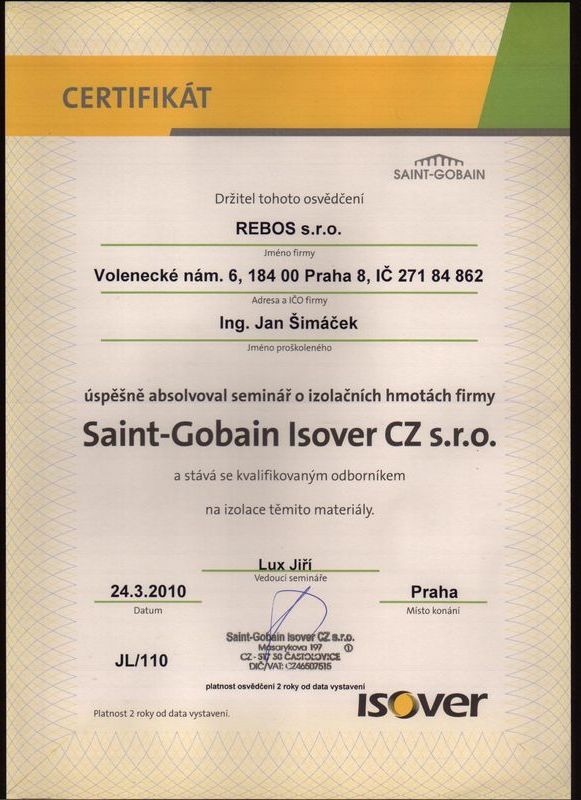 CERTIFIKÁT
SAINT-GOBAIN
Držitel tohoto osvědčení
REBOS s.r.o.
Jméno firmy
Volenecké nám. 6, 184 00 Praha 8, IČ 271 84 862
Adresa a IČO firmy
Ing. Jan Šimáček
Jméno proškoleného
úspěšně absolvoval seminář o izolačních hmotách firmy
Saint-Gobain Isover CZ s.r.o.
a stává se kvalifikovaným odborníkem
na izolace těmito materiály.
Lux Jiří
Vedoucí semináře
24.3.2010
Datum
Praha
Místo konání
Saint-Gobain Isover CZ s.r.o.
Masarykova 197 ①
CZ - 517 50 ČASTOLOVICE
DIČ/VAT: CZ46507515
JL/110
platnost osvědčení 2 roky od data vystavení
Platnost 2 roky od data vystavení.
isover